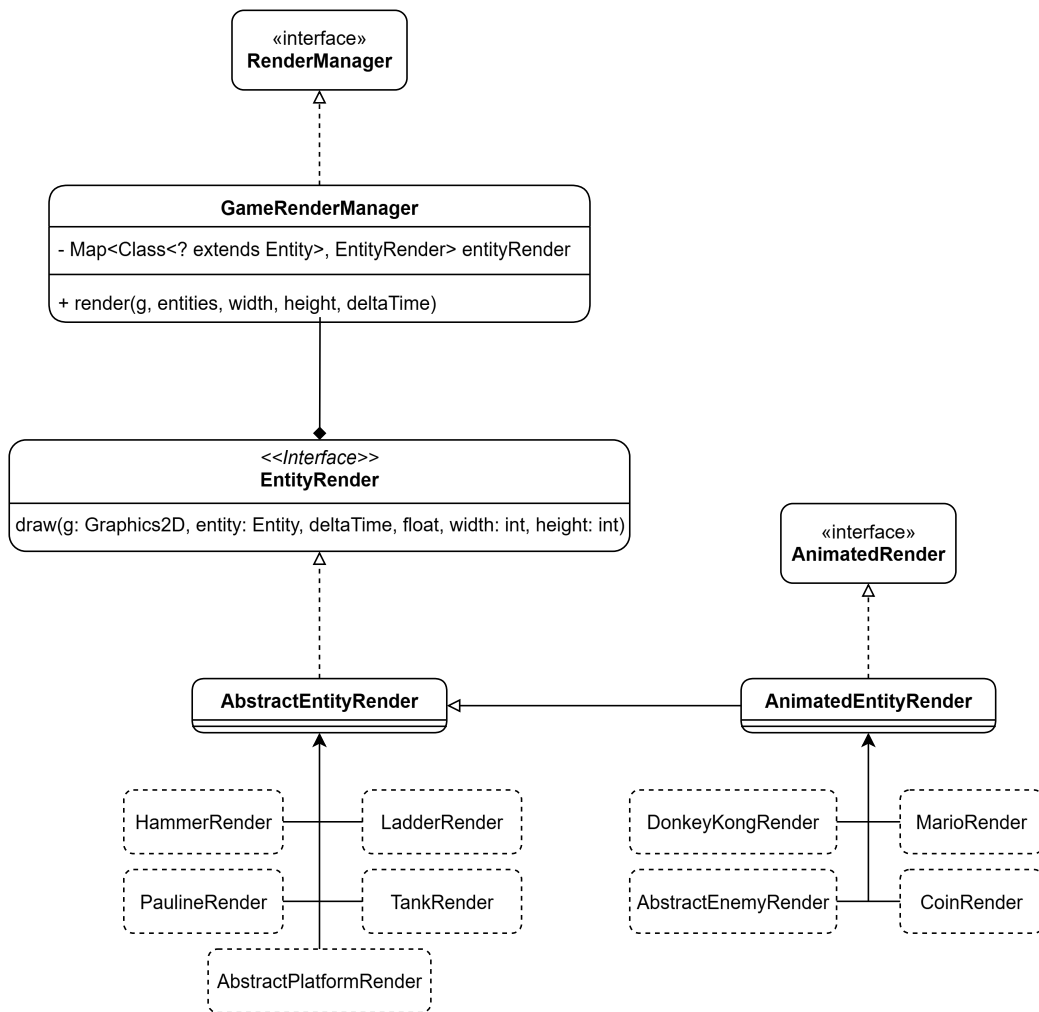 «interface»
RenderManager
GameRenderManager
- Map<Class<? extends Entity>, EntityRender> entityRender
+ render(g, entities, width, height, deltaTime)
<<Interface>>
EntityRender
draw(g: Graphics2D, entity: Entity, deltaTime, float, width: int, height: int)
«interface»
AnimatedRender
AbstractEntityRender
AnimatedEntityRender
HammerRender
LadderRender
DonkeyKongRender
MarioRender
PaulineRender
TankRender
AbstractEnemyRender
CoinRender
AbstractPlatformRender